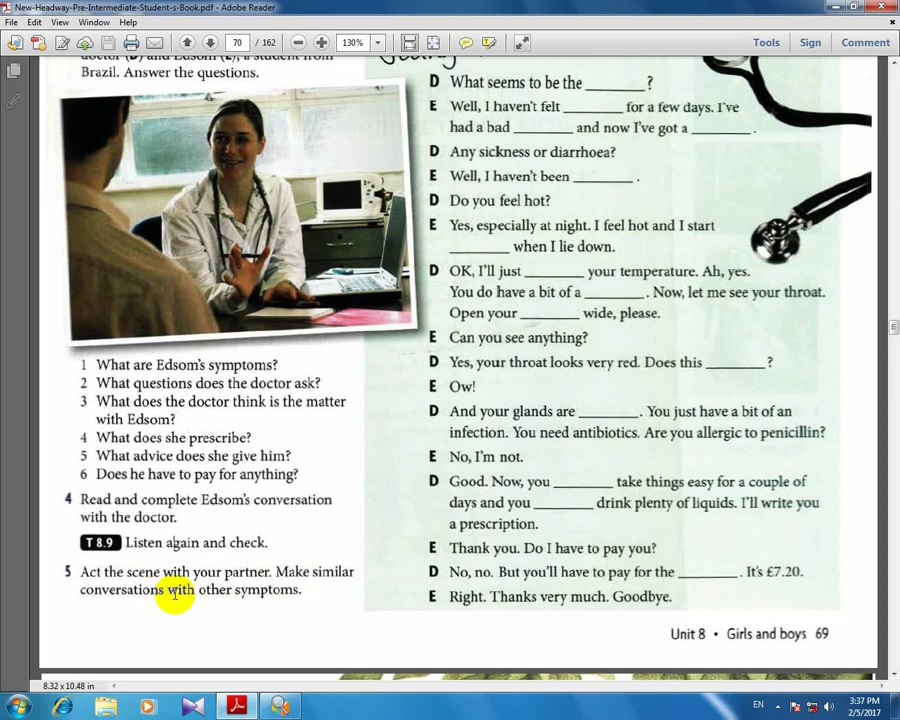 New-Headway-Pre-Intermediate-Student-s-Book.pdf - Adobe Reader
File Edit View Window Help
70 / 162 130% Tools Sign Comment
doctor (D) and Edsom (E), a student from
Brazil. Answer the questions.
1 What are Edsom's symptoms?
2 What questions does the doctor ask?
3 What does the doctor think is the matter
with Edsom?
4 What does she prescribe?
5 What advice does she give him?
6 Does he have to pay for anything?
4 Read and complete Edsom's conversation
with the doctor.
T 8.9 Listen again and check.
5 Act the scene with your partner. Make similar
conversations with other symptoms.
D What seems to be the ________?
E Well, I haven't felt ________ for a few days. I've
had a bad ________ and now I've got a ________.
D Any sickness or diarrhoea?
E Well, I haven't been ________.
D Do you feel hot?
E Yes, especially at night. I feel hot and I start
________ when I lie down.
D OK, I'll just ________ your temperature. Ah, yes.
You do have a bit of a ________. Now, let me see your throat.
Open your ________ wide, please.
E Can you see anything?
D Yes, your throat looks very red. Does this ________?
E Ow!
D And your glands are ________. You just have a bit of an
infection. You need antibiotics. Are you allergic to penicillin?
E No, I'm not.
D Good. Now, you ________ take things easy for a couple of
days and you ________ drink plenty of liquids. I'll write you
a prescription.
E Thank you. Do I have to pay you?
D No, no. But you'll have to pay for the ________. It's £7.20.
E Right. Thanks very much. Goodbye.
Unit 8 • Girls and boys 69
8.32 x 10.48 in
EN
3:37 PM
2/5/2017